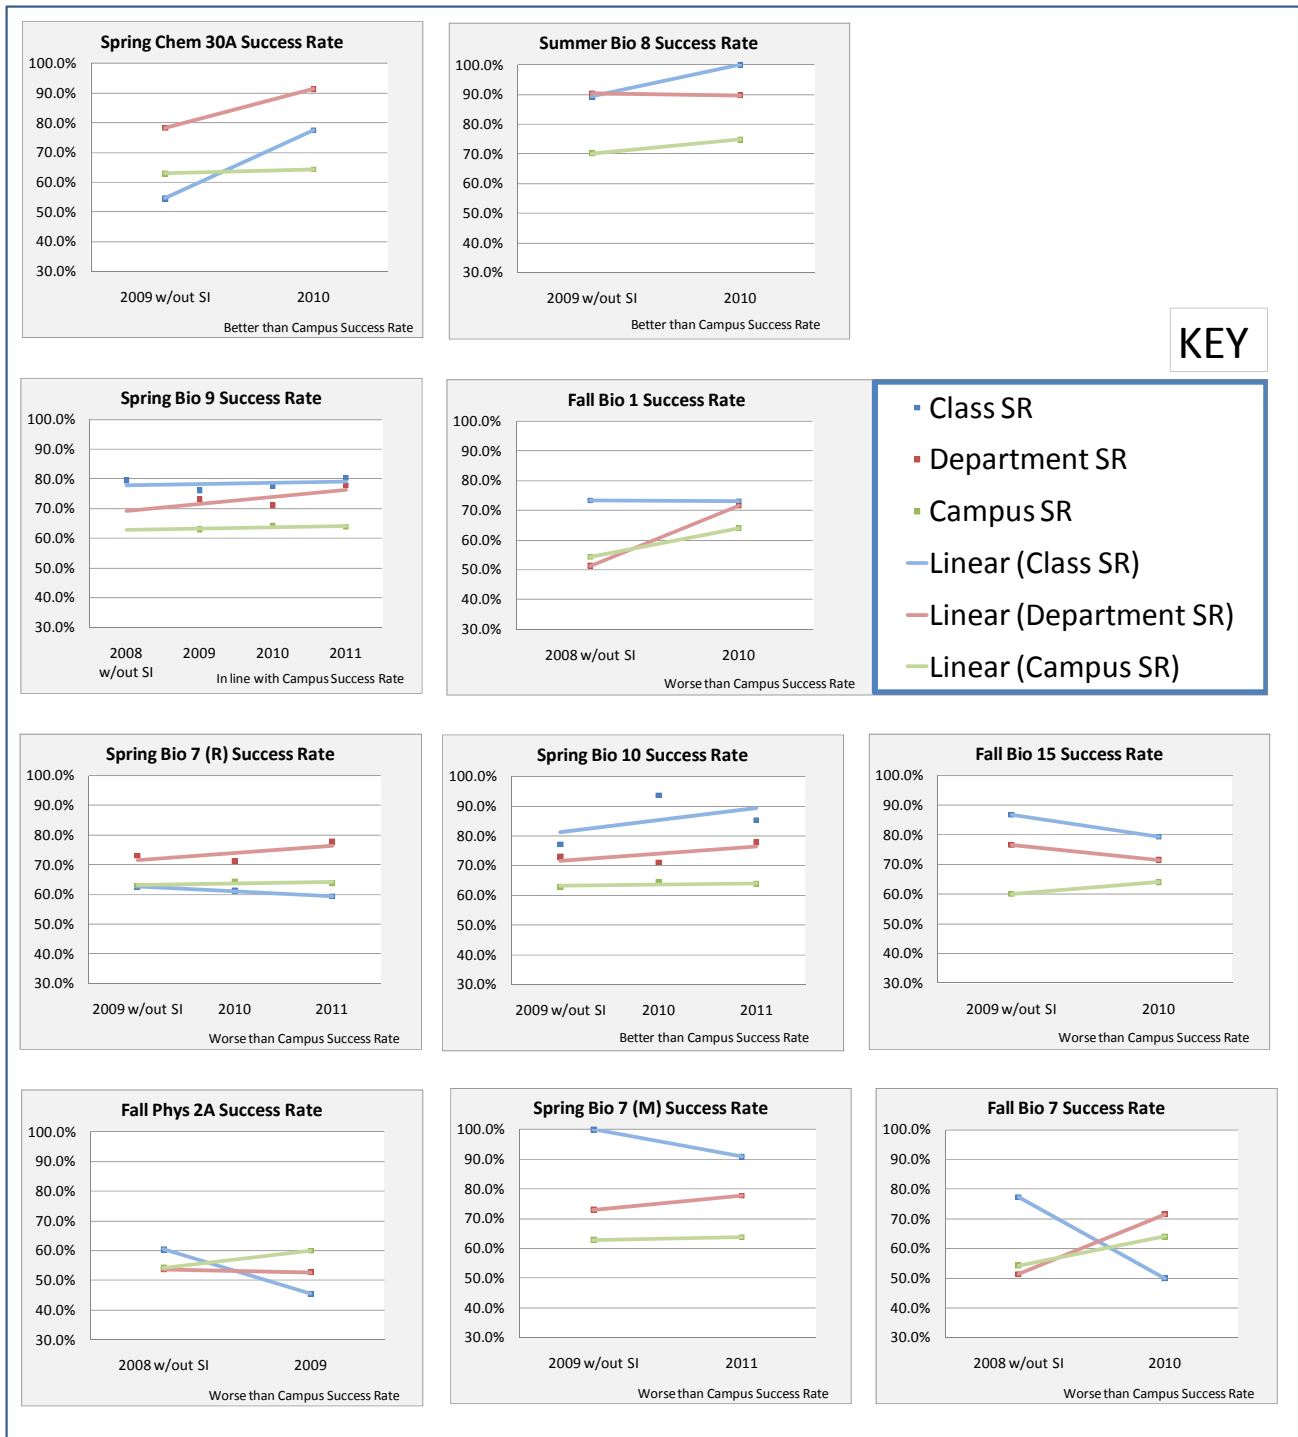 Spring Chem 30A Success Rate
100.0%
90.0%
80.0%
70.0%
60.0%
50.0%
40.0%
30.0%
2009 w/out SI 2010
Better than Campus Success Rate
Summer Bio 8 Success Rate
100.0%
90.0%
80.0%
70.0%
60.0%
50.0%
40.0%
30.0%
2009 w/out SI 2010
Better than Campus Success Rate
KEY
Class SR
Department SR
Campus SR
Linear (Class SR)
Linear (Department SR)
Linear (Campus SR)
Spring Bio 9 Success Rate
100.0%
90.0%
80.0%
70.0%
60.0%
50.0%
40.0%
30.0%
2008 2009 2010 2011
w/out SI
In line with Campus Success Rate
Fall Bio 1 Success Rate
100.0%
90.0%
80.0%
70.0%
60.0%
50.0%
40.0%
30.0%
2008 w/out SI 2010
Worse than Campus Success Rate
Spring Bio 7 (R) Success Rate
100.0%
90.0%
80.0%
70.0%
60.0%
50.0%
40.0%
30.0%
2009 w/out SI 2010 2011
Worse than Campus Success Rate
Spring Bio 10 Success Rate
100.0%
90.0%
80.0%
70.0%
60.0%
50.0%
40.0%
30.0%
2009 w/out SI 2010 2011
Better than Campus Success Rate
Fall Bio 15 Success Rate
100.0%
90.0%
80.0%
70.0%
60.0%
50.0%
40.0%
30.0%
2009 w/out SI 2010
Worse than Campus Success Rate
Fall Phys 2A Success Rate
100.0%
90.0%
80.0%
70.0%
60.0%
50.0%
40.0%
30.0%
2008 w/out SI 2009
Worse than Campus Success Rate
Spring Bio 7 (M) Success Rate
100.0%
90.0%
80.0%
70.0%
60.0%
50.0%
40.0%
30.0%
2009 w/out SI 2011
Worse than Campus Success Rate
Fall Bio 7 Success Rate
100.0%
90.0%
80.0%
70.0%
60.0%
50.0%
40.0%
30.0%
2008 w/out SI 2010
Worse than Campus Success Rate